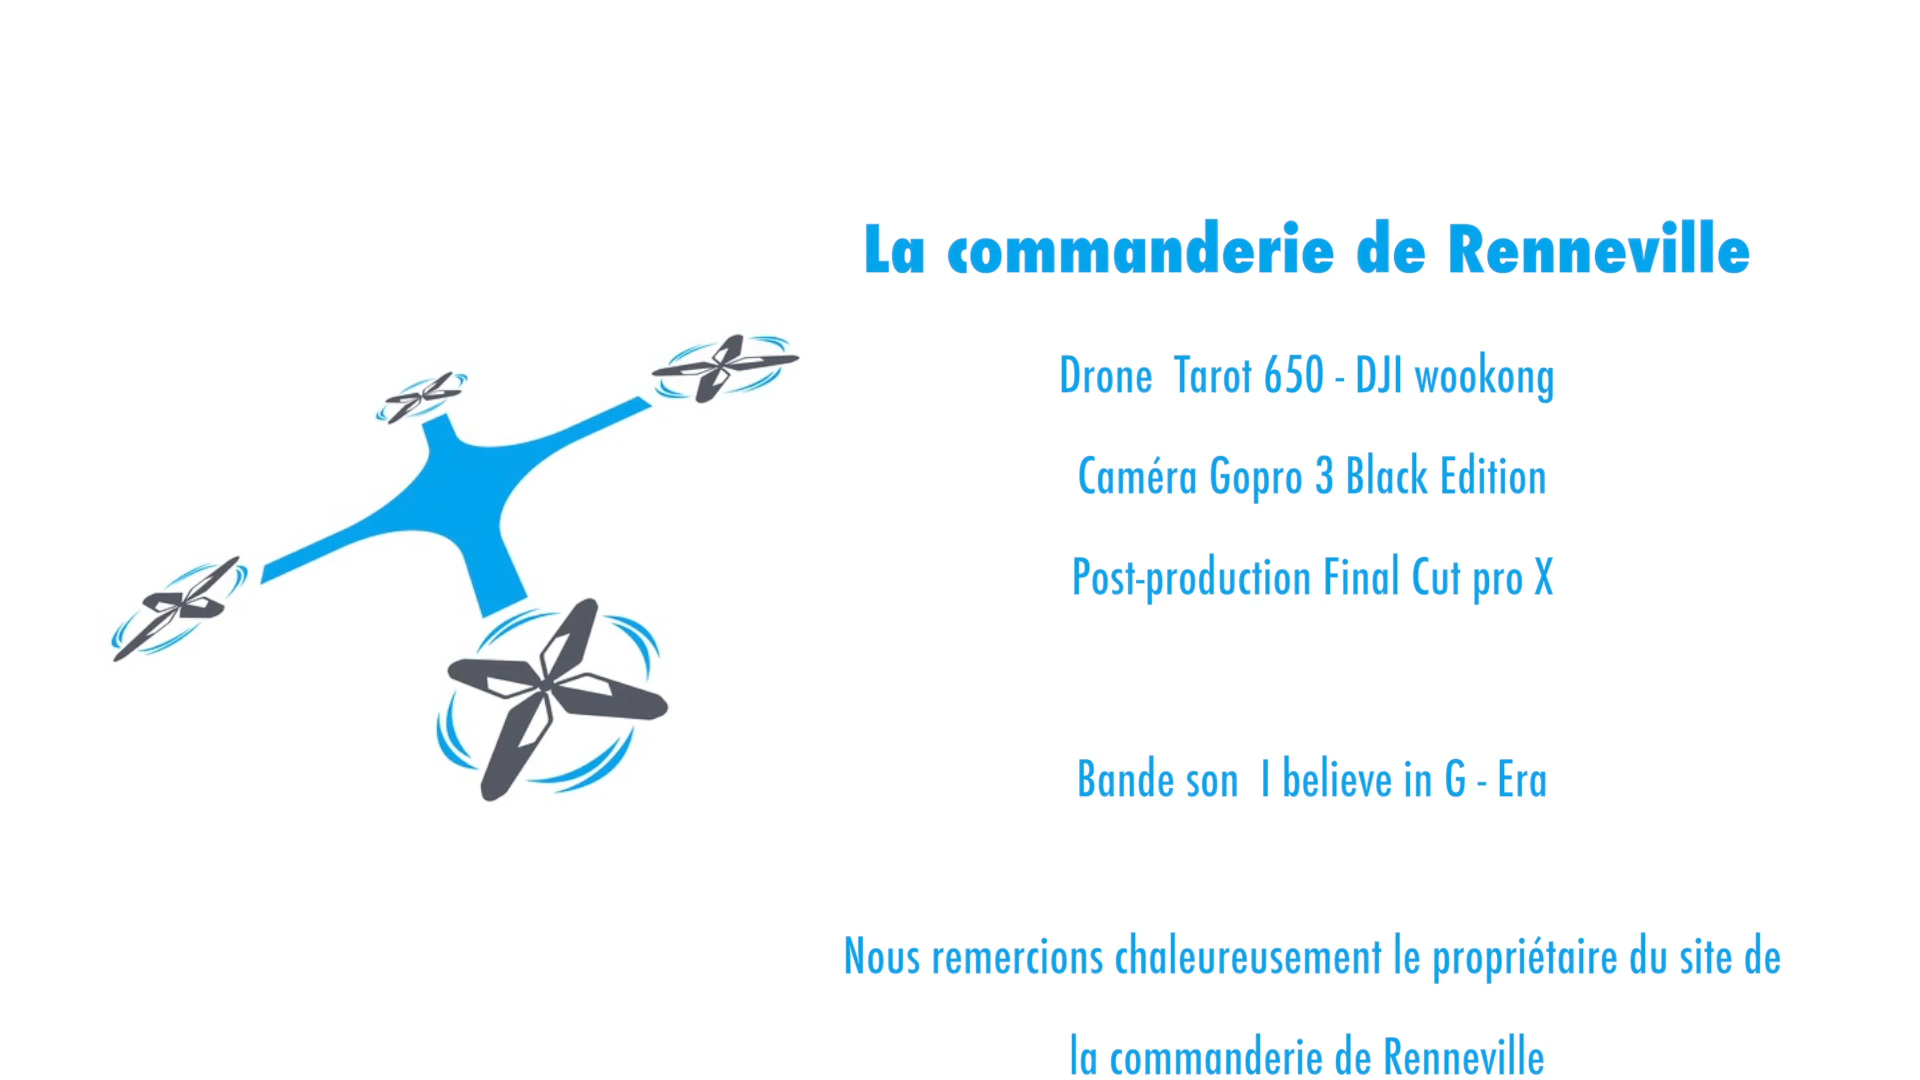 La commanderie de Renneville
Drone Tarot 650 - DJI wookong
Caméra Gopro 3 Black Edition
Post-production Final Cut pro X
Bande son I believe in G - Era
Nous remercions chaleureusement le propriétaire du site de
la commanderie de Renneville